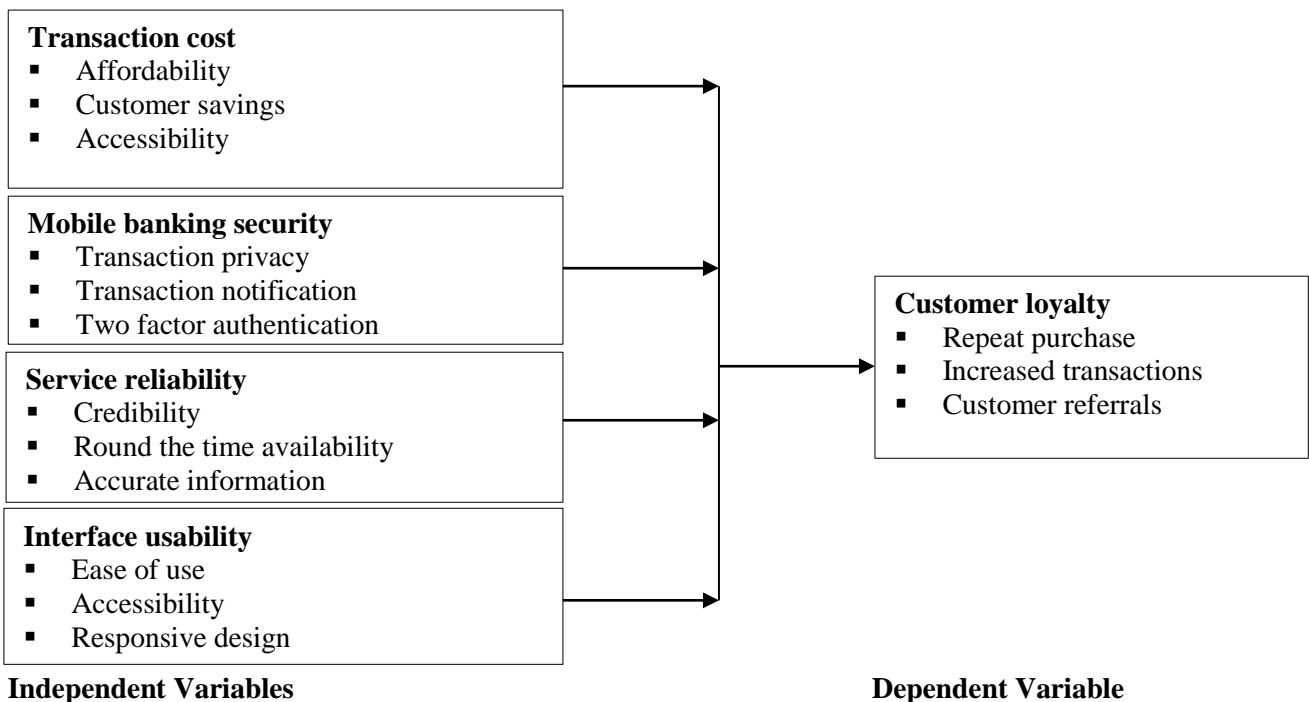 Transaction cost
▪ Affordability
▪ Customer savings
▪ Accessibility
Mobile banking security
▪ Transaction privacy
▪ Transaction notification
▪ Two factor authentication
Service reliability
▪ Credibility
▪ Round the time availability
▪ Accurate information
Interface usability
▪ Ease of use
▪ Accessibility
▪ Responsive design
Customer loyalty
▪ Repeat purchase
▪ Increased transactions
▪ Customer referrals
Independent Variables
Dependent Variable